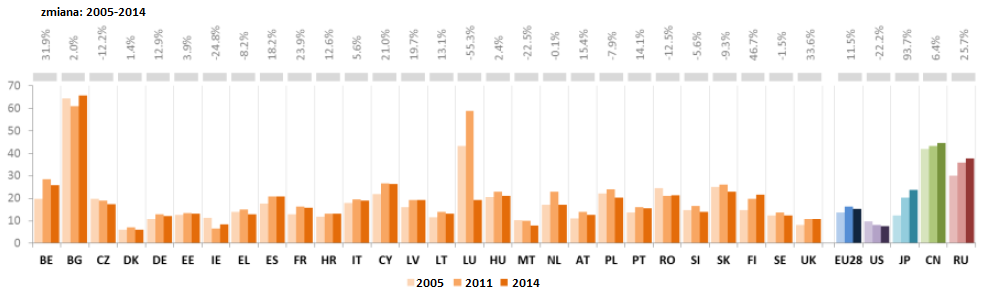 zmiana: 2005-2014
31.9% 2.0% -12.2% 1.4% 12.9% 3.9% -24.8% -8.2% 18.2% 23.9% 12.6% 5.6% 21.0% 19.7% 13.1% -55.3% 2.4% -22.5% -0.1% 15.4% -7.9% 14.1% -12.5% -5.6% -9.3% 46.7% -1.5% 33.6% 11.5% -22.2% 93.7% 6.4% 25.7%
70
60
50
40
30
20
10
0
BE BG CZ DK DE EE IE EL ES FR HR IT CY LV LT LU HU MT NL AT PL PT RO SI SK FI SE UK EU28 US JP CN RU
2005 2011 2014